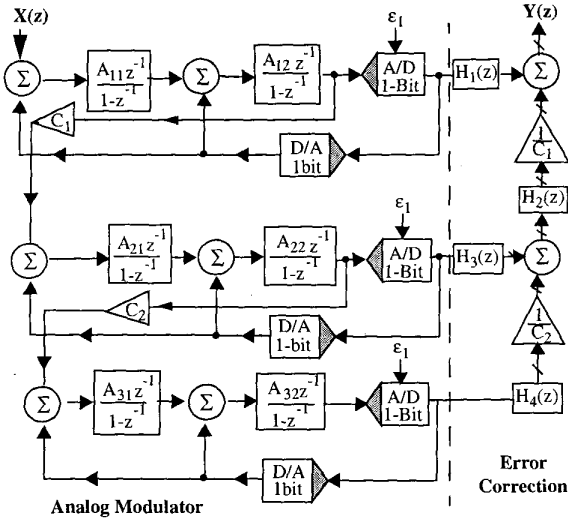 X(z)
Y(z)
ε1
Σ
A11z^-1
1-z^-1
Σ
A12 z^-1
1-z^-1
A/D
1-Bit
H1(z)
Σ
C1
D/A
1bit
1
C1
H2(z)
ε1
Σ
A21z^-1
1-z^-1
Σ
A22 z^-1
1-z^-1
A/D
1-Bit
H3(z)
Σ
C2
D/A
1-bit
1
C2
ε1
Σ
A31z^-1
1-z^-1
Σ
A32z^-1
1-z^-1
A/D
1-Bit
H4(z)
D/A
1bit
Analog Modulator
Error
Correction